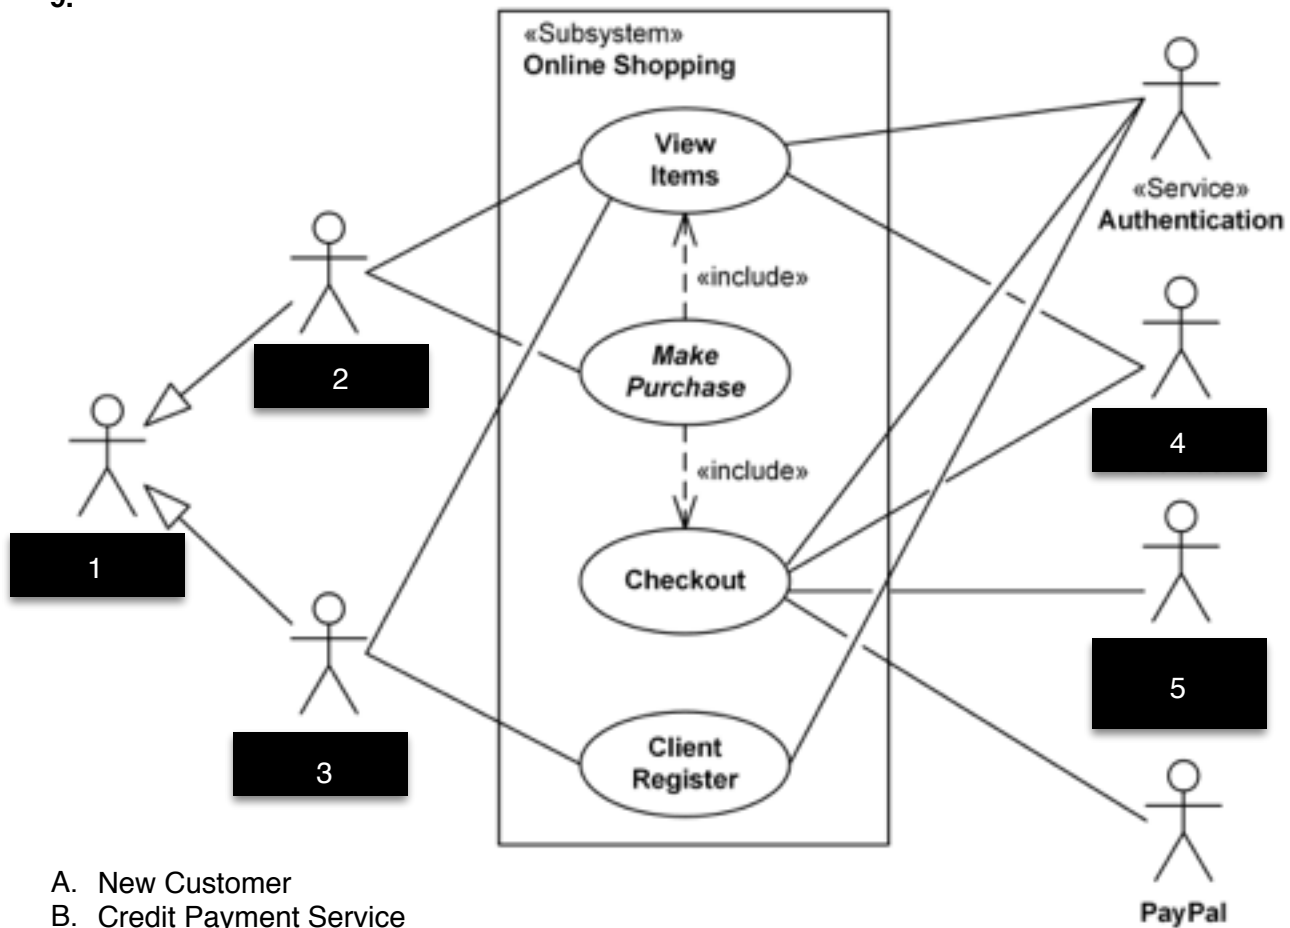 «Subsystem»
Online Shopping
View
Items
«Service»
Authentication
«include»
2
Make
Purchase
4
«include»
1
Checkout
5
3
Client
Register
A. New Customer
B. Credit Payment Service
PayPal